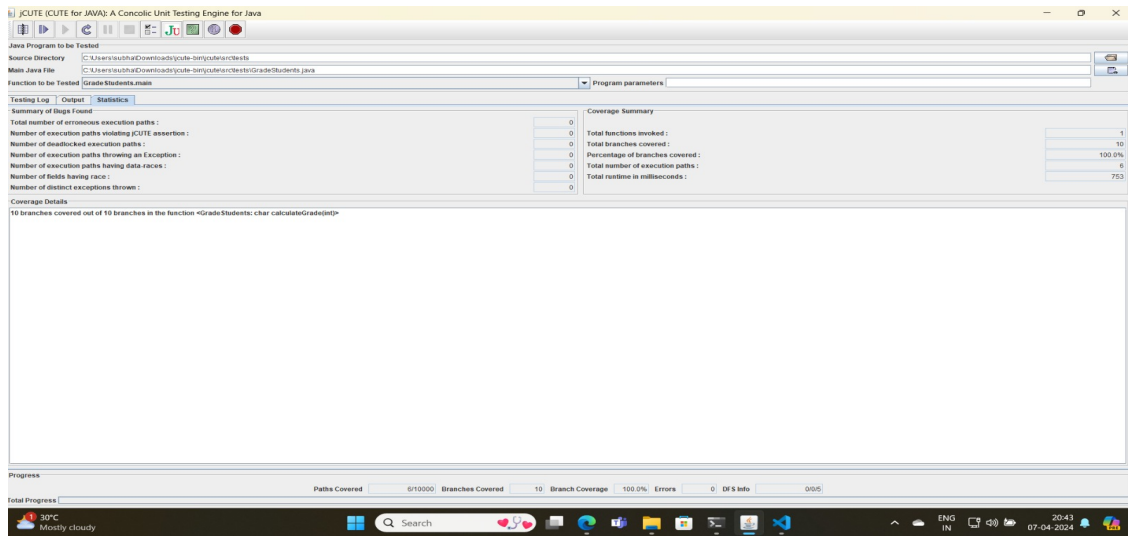 jCUTE (CUTE for JAVA): A Concolic Unit Testing Engine for Java
JU
Java Program to be Tested
Source Directory C:\Users\subha\Downloads\jcute-bin\jcute\src\tests
Main Java File C:\Users\subha\Downloads\jcute-bin\jcute\src\tests\GradeStudents.java
Function to be Tested GradeStudents.main Program parameters
Testing Log Output Statistics
Summary of Bugs Found
Total number of erroneous execution paths : 0
Number of execution paths violating jCUTE assertion : 0
Number of deadlocked execution paths : 0
Number of execution paths throwing an Exception : 0
Number of execution paths having data-races : 0
Number of fields having race : 0
Number of distinct exceptions thrown : 0
Coverage Summary
Total functions invoked : 1
Total branches covered : 10
Percentage of branches covered : 100.0%
Total number of execution paths : 6
Total runtime in milliseconds : 753
Coverage Details
10 branches covered out of 10 branches in the function <GradeStudents: char calculateGrade(int)>
Progress
Paths Covered 6/10000 Branches Covered 10 Branch Coverage 100.0% Errors 0 DFS Info 0/0/5
Total Progress
1 30°C
Mostly cloudy
Search
ENG
IN
20:43
07-04-2024